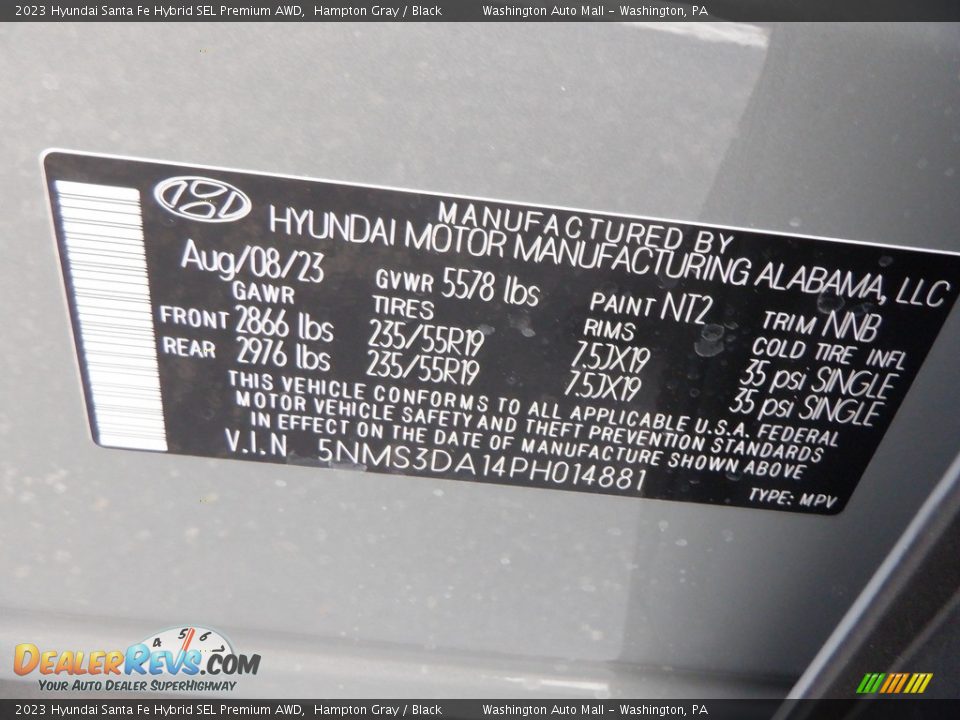 2023 Hyundai Santa Fe Hybrid SEL Premium AWD, Hampton Gray / Black Washington Auto Mall - Washington, PA
MANUFACTURED BY
HYUNDAI MOTOR MANUFACTURING ALABAMA, LLC
Aug/08/23 GVWR 5578 lbs PAINT NT2 TRIM NNB
GAWR TIRES RIMS COLD TIRE INFL
FRONT 2866 lbs 235/55R19 7.5JX19 35 psi SINGLE
REAR 2976 lbs 235/55R19 7.5JX19 35 psi SINGLE
THIS VEHICLE CONFORMS TO ALL APPLICABLE U.S.A. FEDERAL
MOTOR VEHICLE SAFETY AND THEFT PREVENTION STANDARDS
IN EFFECT ON THE DATE OF MANUFACTURE SHOWN ABOVE
V.I.N 5NMS3DA14PH014881
TYPE: MPV
4 5 6
DEALERREVS.COM
YOUR AUTO DEALER SUPERHIGHWAY
2023 Hyundai Santa Fe Hybrid SEL Premium AWD, Hampton Gray / Black Washington Auto Mall - Washington, PA